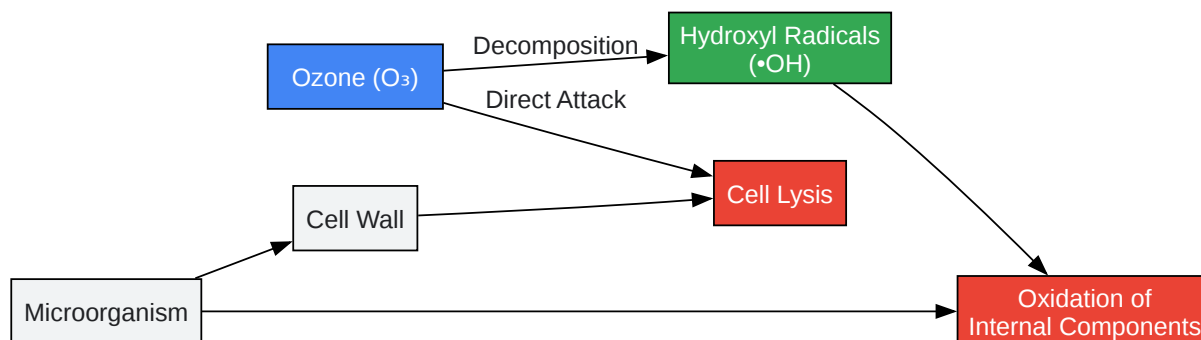 Decomposition
Hydroxyl Radicals
(•OH)
Ozone (O₃)
Direct Attack
Cell Lysis
Cell Wall
Microorganism
Oxidation of
Internal Components